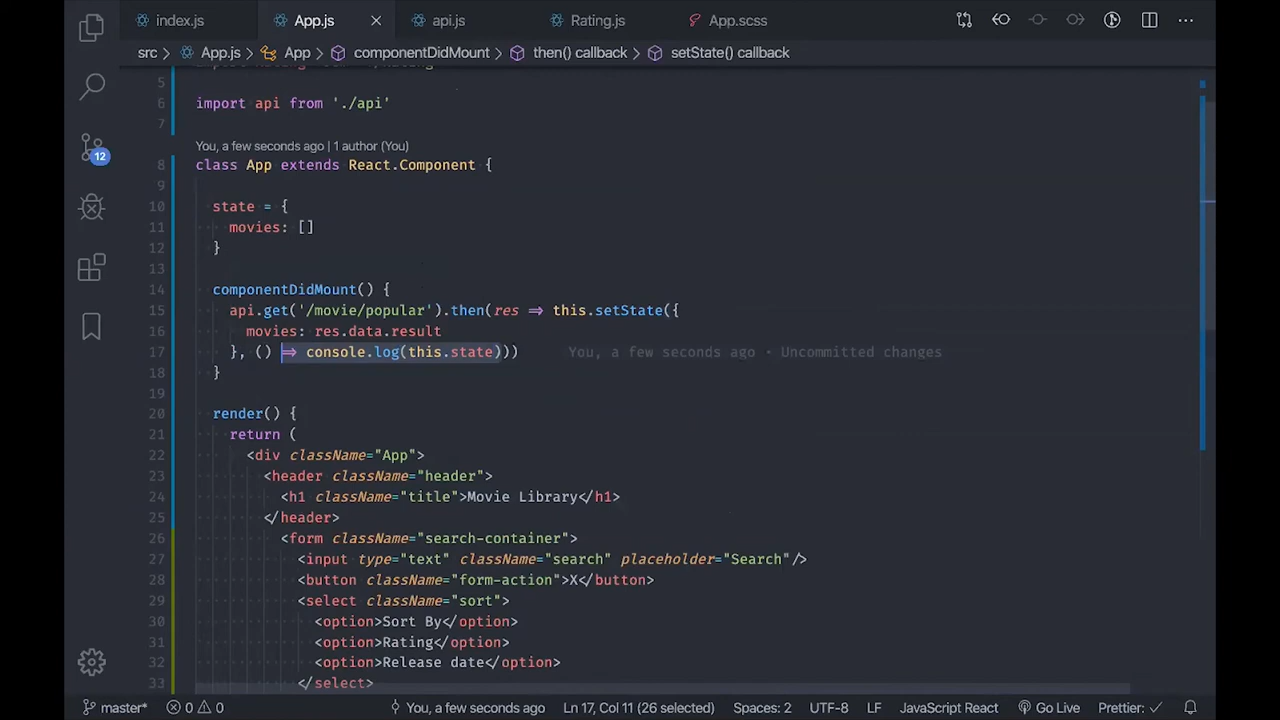 index.js App.js api.js Rating.js App.scss
src > App.js > App > componentDidMount > then() callback > setState() callback
5
6 import api from './api'
7
You, a few seconds ago | 1 author (You)
8 class App extends React.Component {
9
10 state = {
11 movies: []
12 }
13
14 componentDidMount() {
15 api.get('/movie/popular').then(res => this.setState({
16 movies: res.data.result
17 }, () => console.log(this.state))) You, a few seconds ago • Uncommitted changes
18 }
19
20 render() {
21 return (
22 <div className="App">
23 <header className="header">
24 <h1 className="title">Movie Library</h1>
25 </header>
26 <form className="search-container">
27 <input type="text" className="search" placeholder="Search"/>
28 <button className="form-action">X</button>
29 <select className="sort">
30 <option>Sort By</option>
31 <option>Rating</option>
32 <option>Release date</option>
33 </select>
12
master* 0 0 You, a few seconds ago Ln 17, Col 11 (26 selected) Spaces: 2 UTF-8 LF JavaScript React Go Live Prettier: ✓